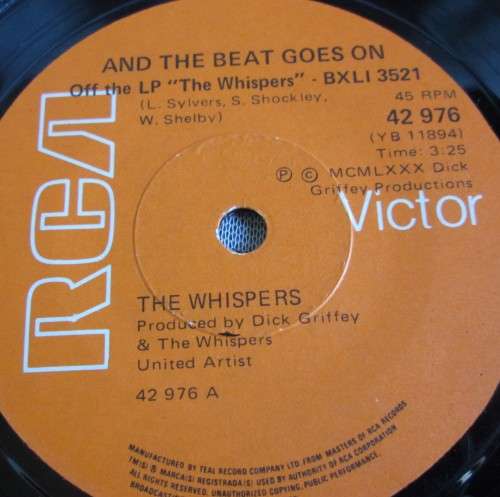 AND THE BEAT GOES ON
Off the LP "The Whispers" - BXLI 3521
(L. Sylvers, S. Shockley,
W. Shelby)
45 RPM
42 976
(YB 11894)
Time: 3:25
Ⓟ © MCMLXXX Dick
Griffey Productions
RCA
Victor
THE WHISPERS
Produced by Dick Griffey
& The Whispers
United Artist
42 976 A
MANUFACTURED BY TEAL RECORD COMPANY LTD. FROM MASTERS OF RCA RECORDS
ALL RIGHTS RESERVED. UNAUTHORIZED COPYING, PUBLIC PERFORMANCE,